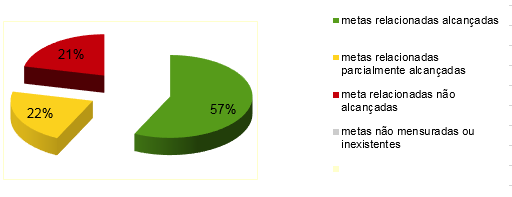 21%
22%
57%
metas relacionadas alcançadas
metas relacionadas
parcialmente alcançadas
meta relacionadas não
alcançadas
metas não mensuradas ou
inexistentes